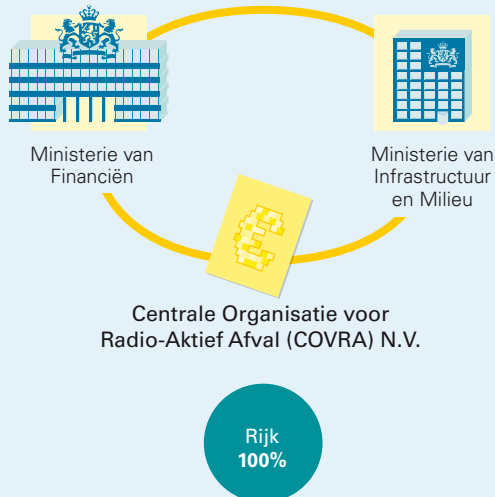 Ministerie van
Financiën
Ministerie van
Infrastructuur
en Milieu
€
Centrale Organisatie voor
Radio-Aktief Afval (COVRA) N.V.
Rijk
100%